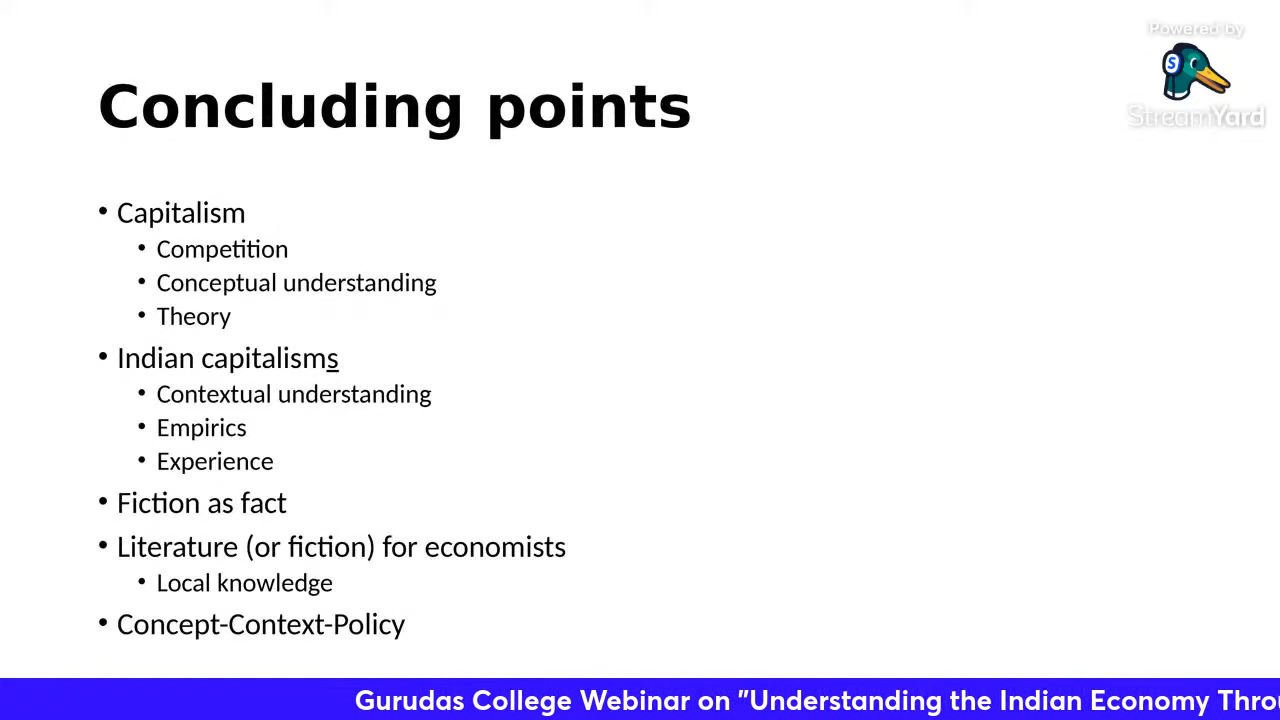 Powered by
StreamYard
Concluding points
• Capitalism
• Competition
• Conceptual understanding
• Theory
• Indian capitalisms
• Contextual understanding
• Empirics
• Experience
• Fiction as fact
• Literature (or fiction) for economists
• Local knowledge
• Concept-Context-Policy
Gurudas College Webinar on "Understanding the Indian Economy Throu